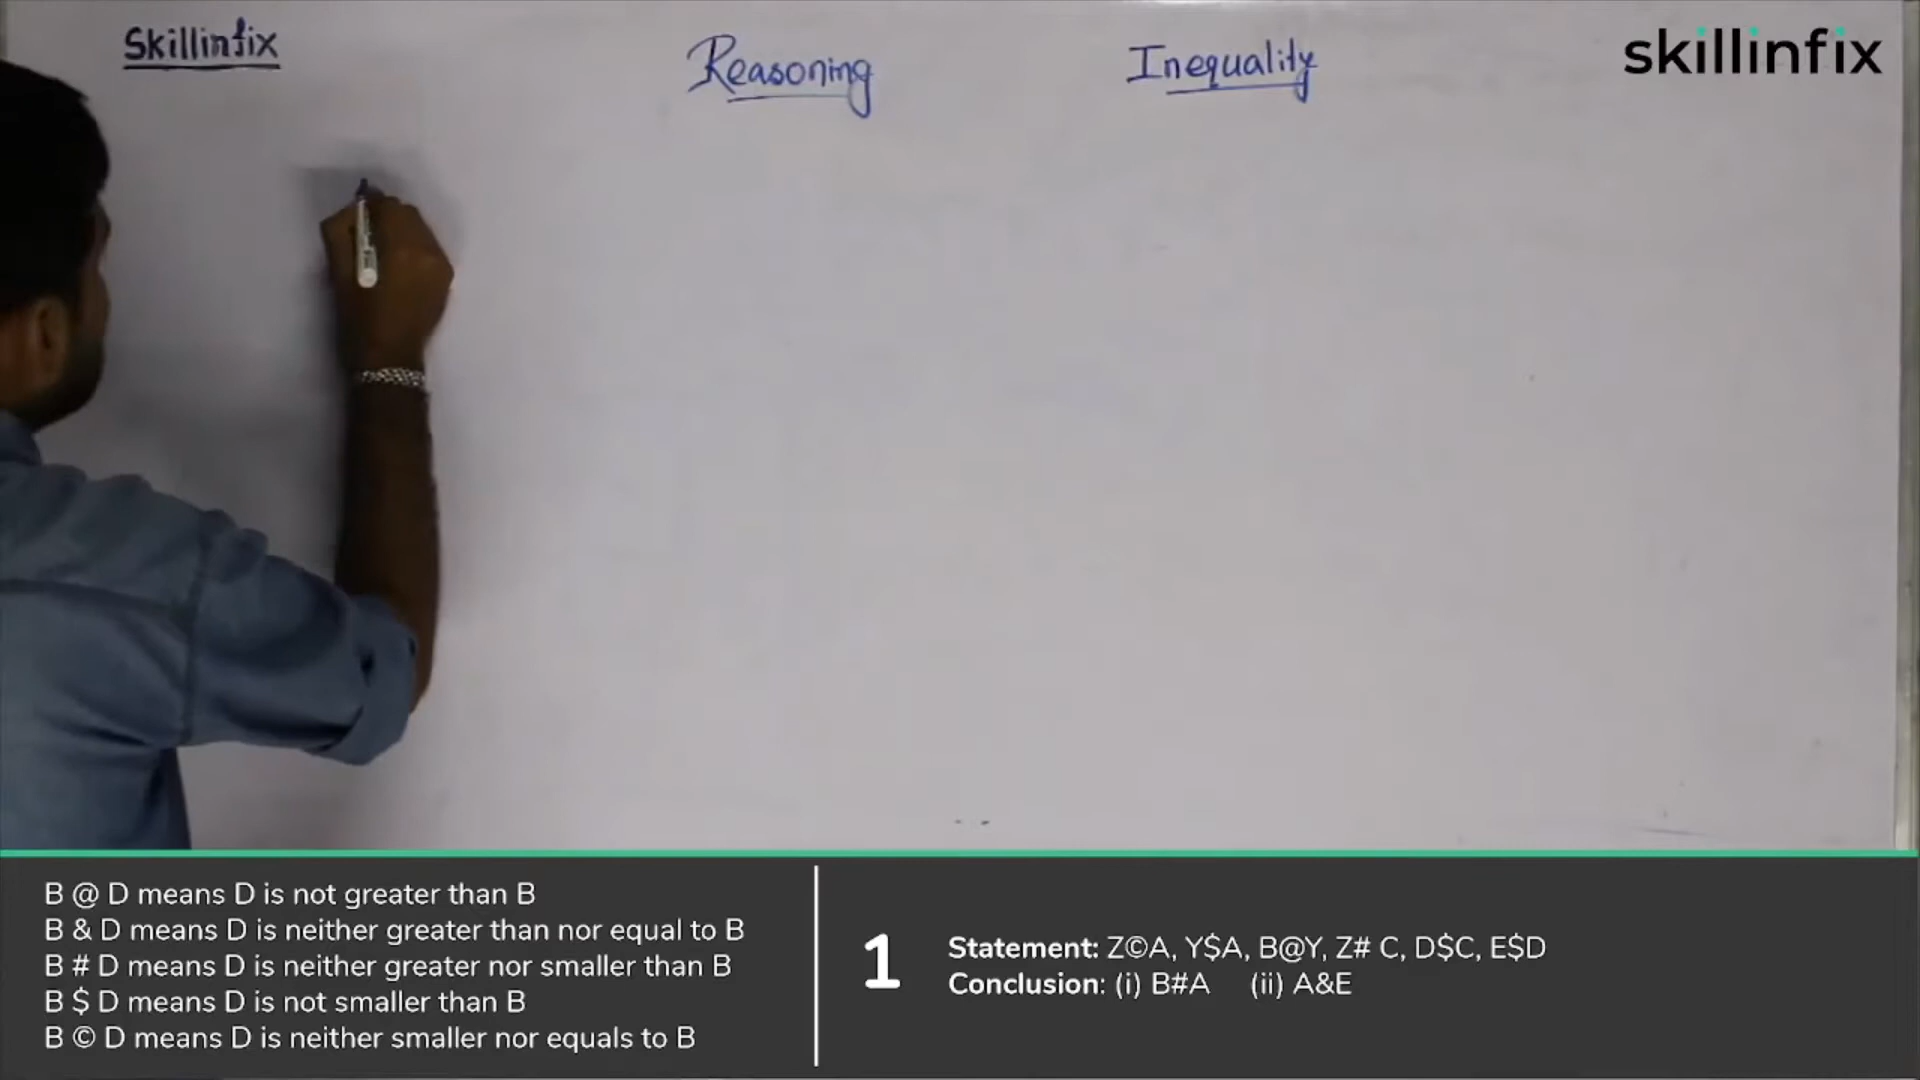 Skillinfix
Reasoning
Inequality
skillinfix
B @ D means D is not greater than B
B & D means D is neither greater than nor equal to B
B # D means D is neither greater nor smaller than B
B $ D means D is not smaller than B
B © D means D is neither smaller nor equals to B
1
Statement: Z©A, Y$A, B@Y, Z# C, D$C, E$D
Conclusion: (i) B#A (ii) A&E